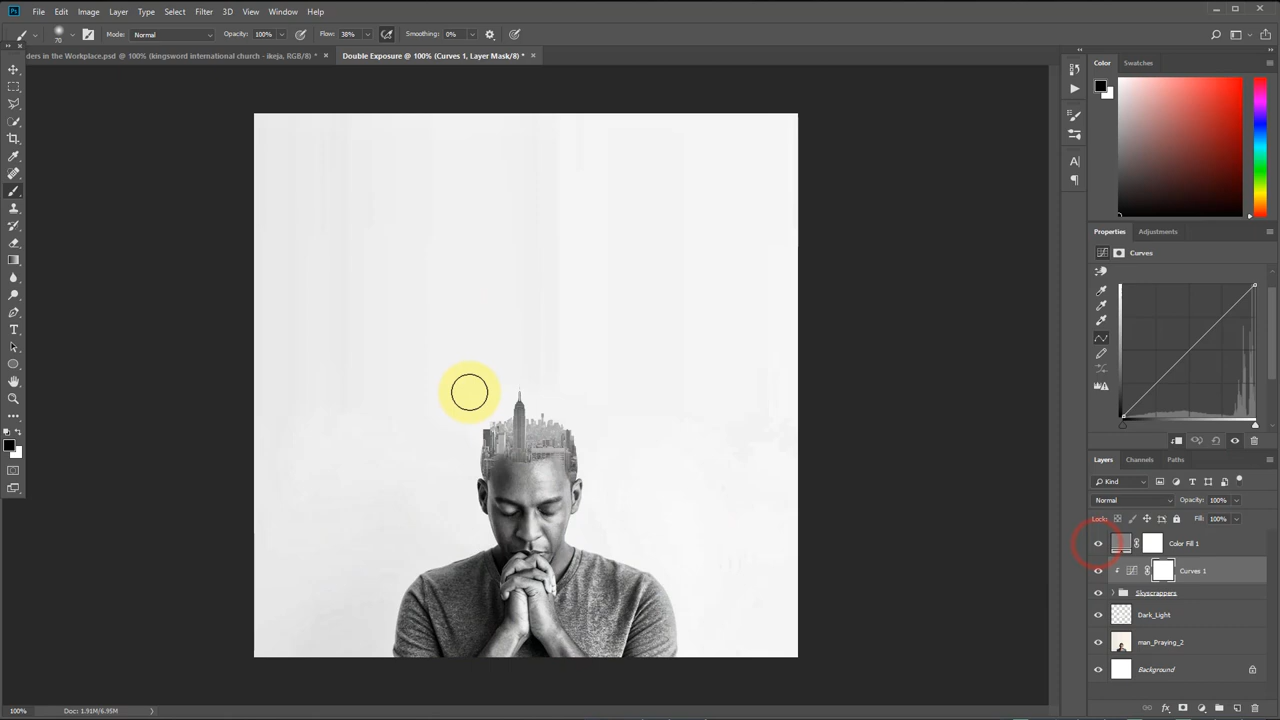 Ps File Edit Image Layer Type Select Filter 3D View Window Help
70 Mode: Normal Opacity: 100% Flow: 38% Smoothing: 0%
ders in the Workplace.psd @ 100% (kingsword international church - ikeja, RGB/8) * × Double Exposure @ 100% (Curves 1, Layer Mask/8) * ×
Color Swatches
Properties Adjustments
Curves
Layers Channels Paths
Kind
Normal Opacity: 100%
Lock: Fill: 100%
Color Fill 1
Curves 1
Skyscrappers
Dark_Light
man_Praying_2
Background
100% Doc: 1.91M/6.95M